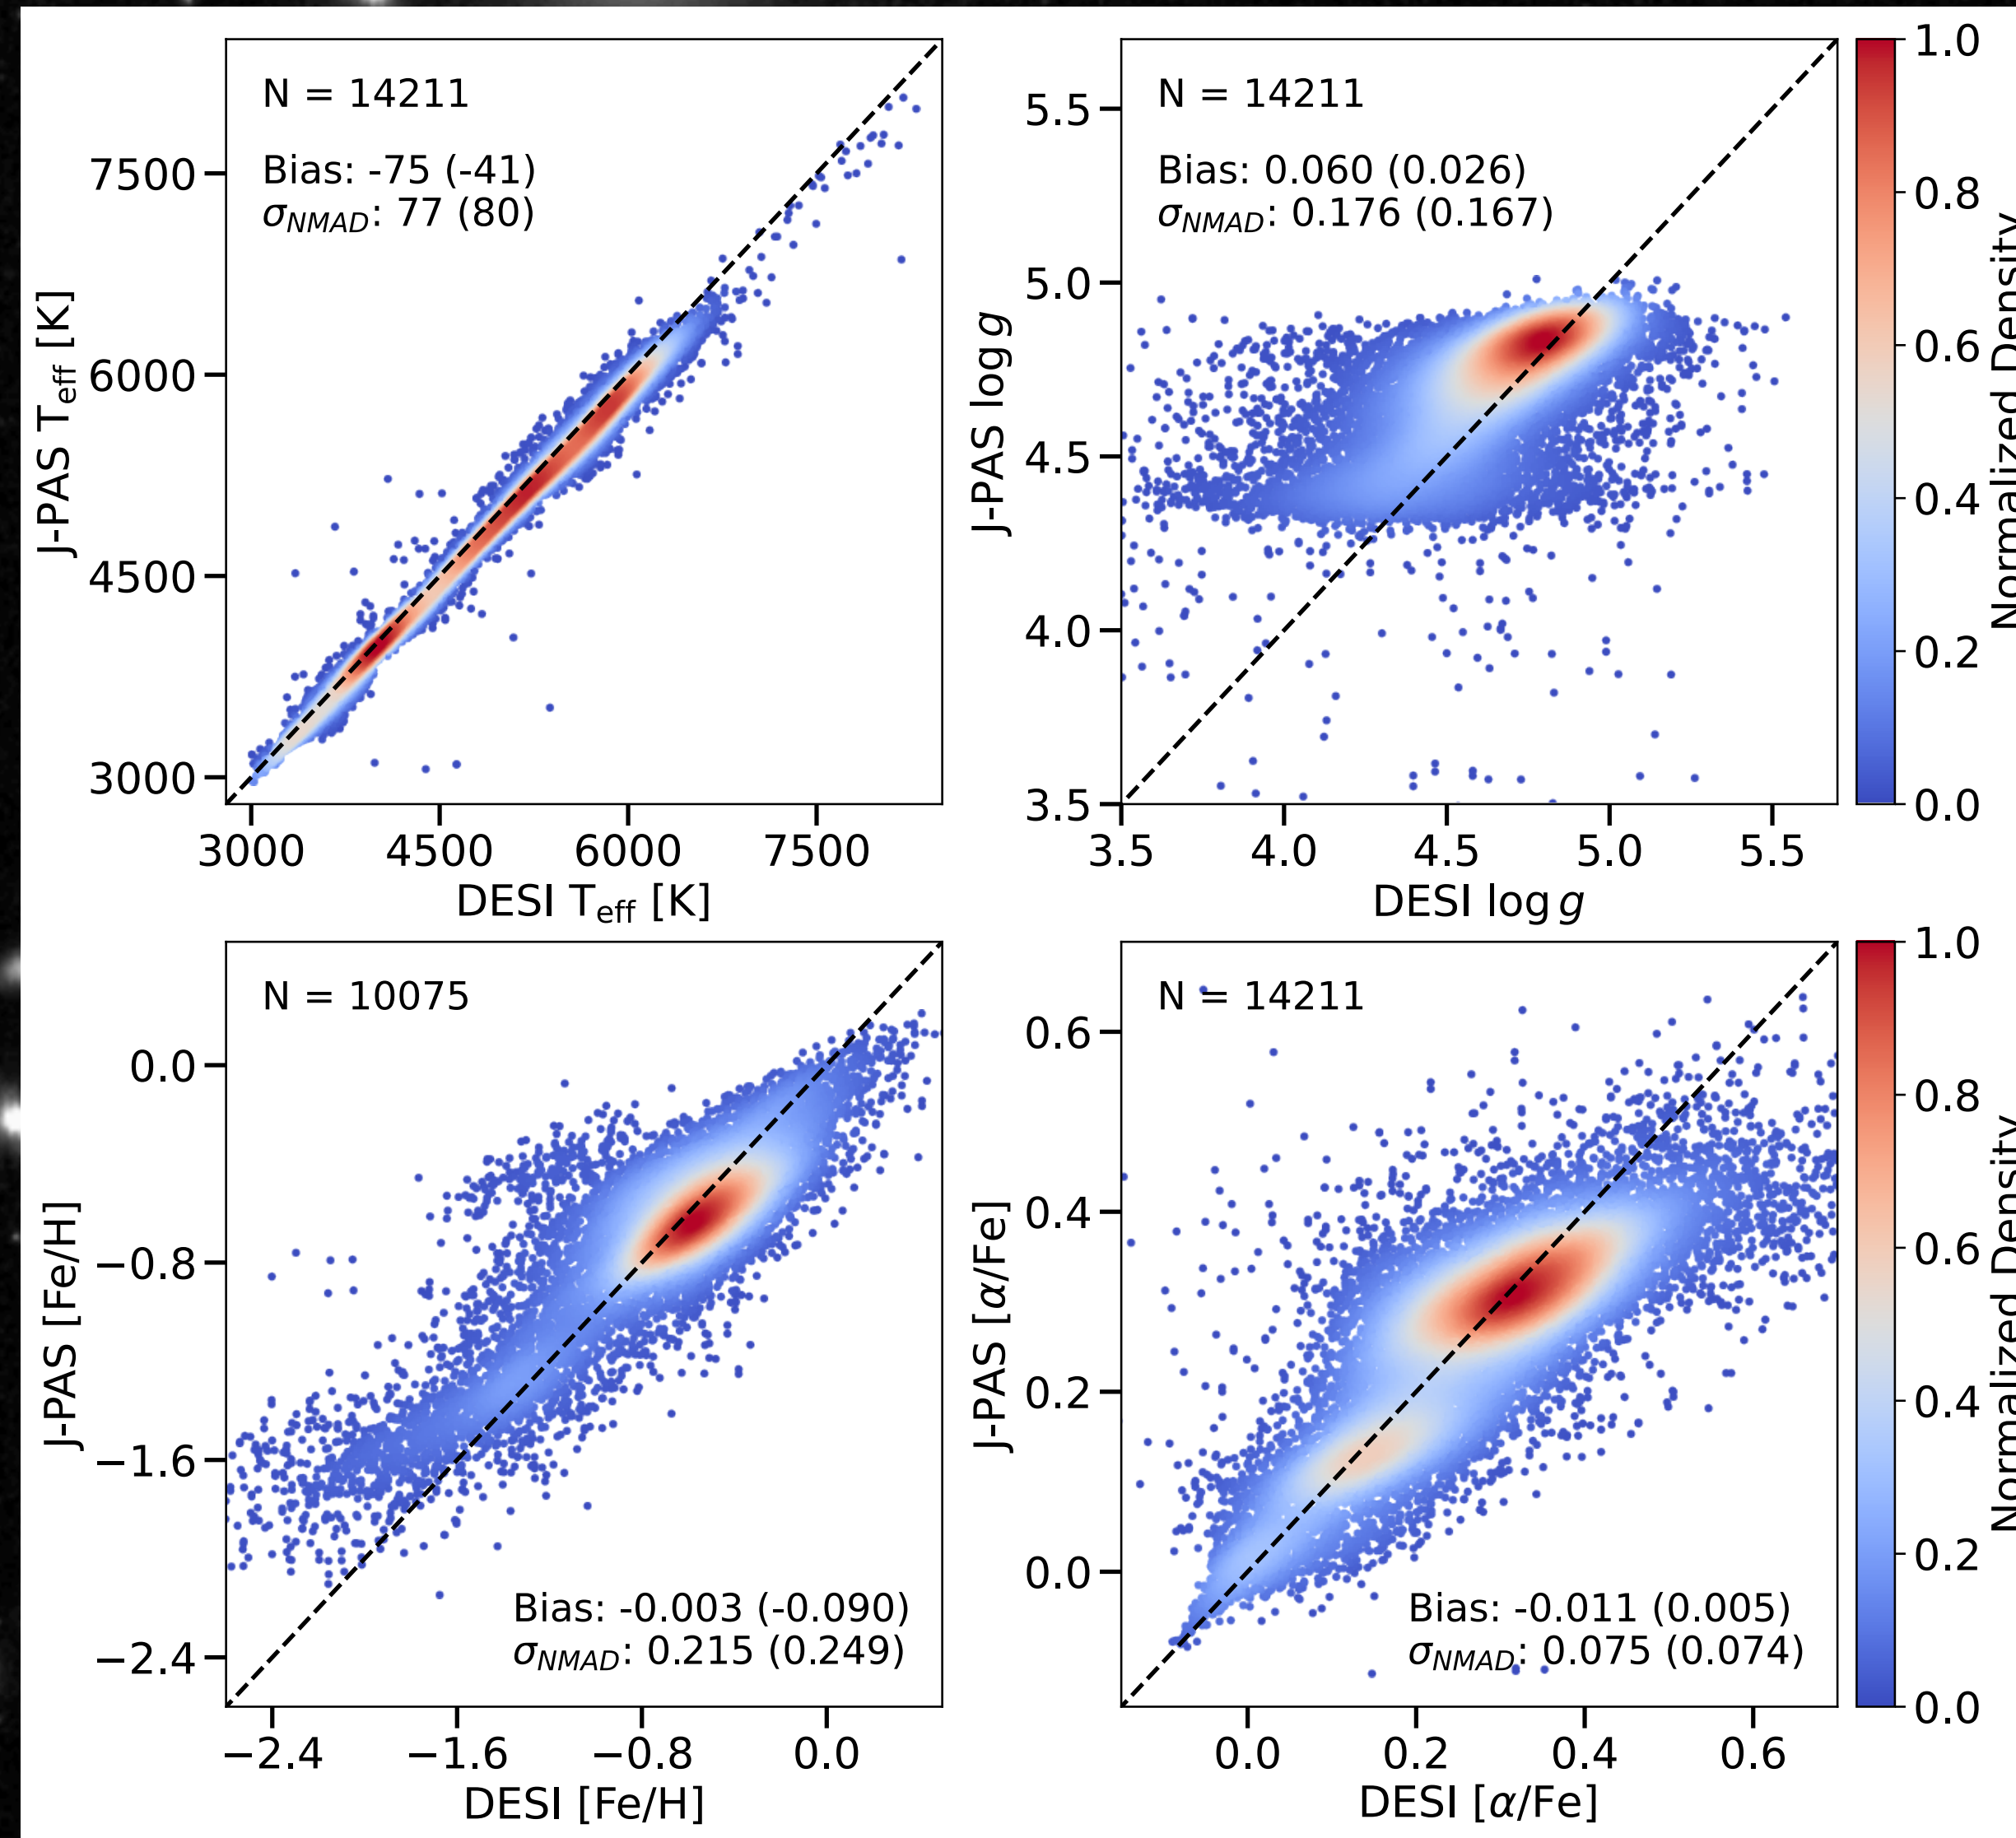 N = 14211
Bias: -75 (-41)
σNMAD: 77 (80)
7500
6000
4500
3000
J-PAS Teff [K]
3000 4500 6000 7500
DESI Teff [K]
N = 14211
Bias: 0.060 (0.026)
σNMAD: 0.176 (0.167)
5.5
5.0
4.5
4.0
3.5
J-PAS log g
3.5 4.0 4.5 5.0 5.5
DESI log g
1.0
0.8
0.6
0.4
0.2
0.0
Normalized Density
N = 10075
Bias: -0.003 (-0.090)
σNMAD: 0.215 (0.249)
0.0
−0.8
−1.6
−2.4
J-PAS [Fe/H]
−2.4 −1.6 −0.8 0.0
DESI [Fe/H]
N = 14211
Bias: -0.011 (0.005)
σNMAD: 0.075 (0.074)
0.6
0.4
0.2
0.0
J-PAS [α/Fe]
0.0 0.2 0.4 0.6
DESI [α/Fe]
1.0
0.8
0.6
0.4
0.2
0.0
Normalized Density